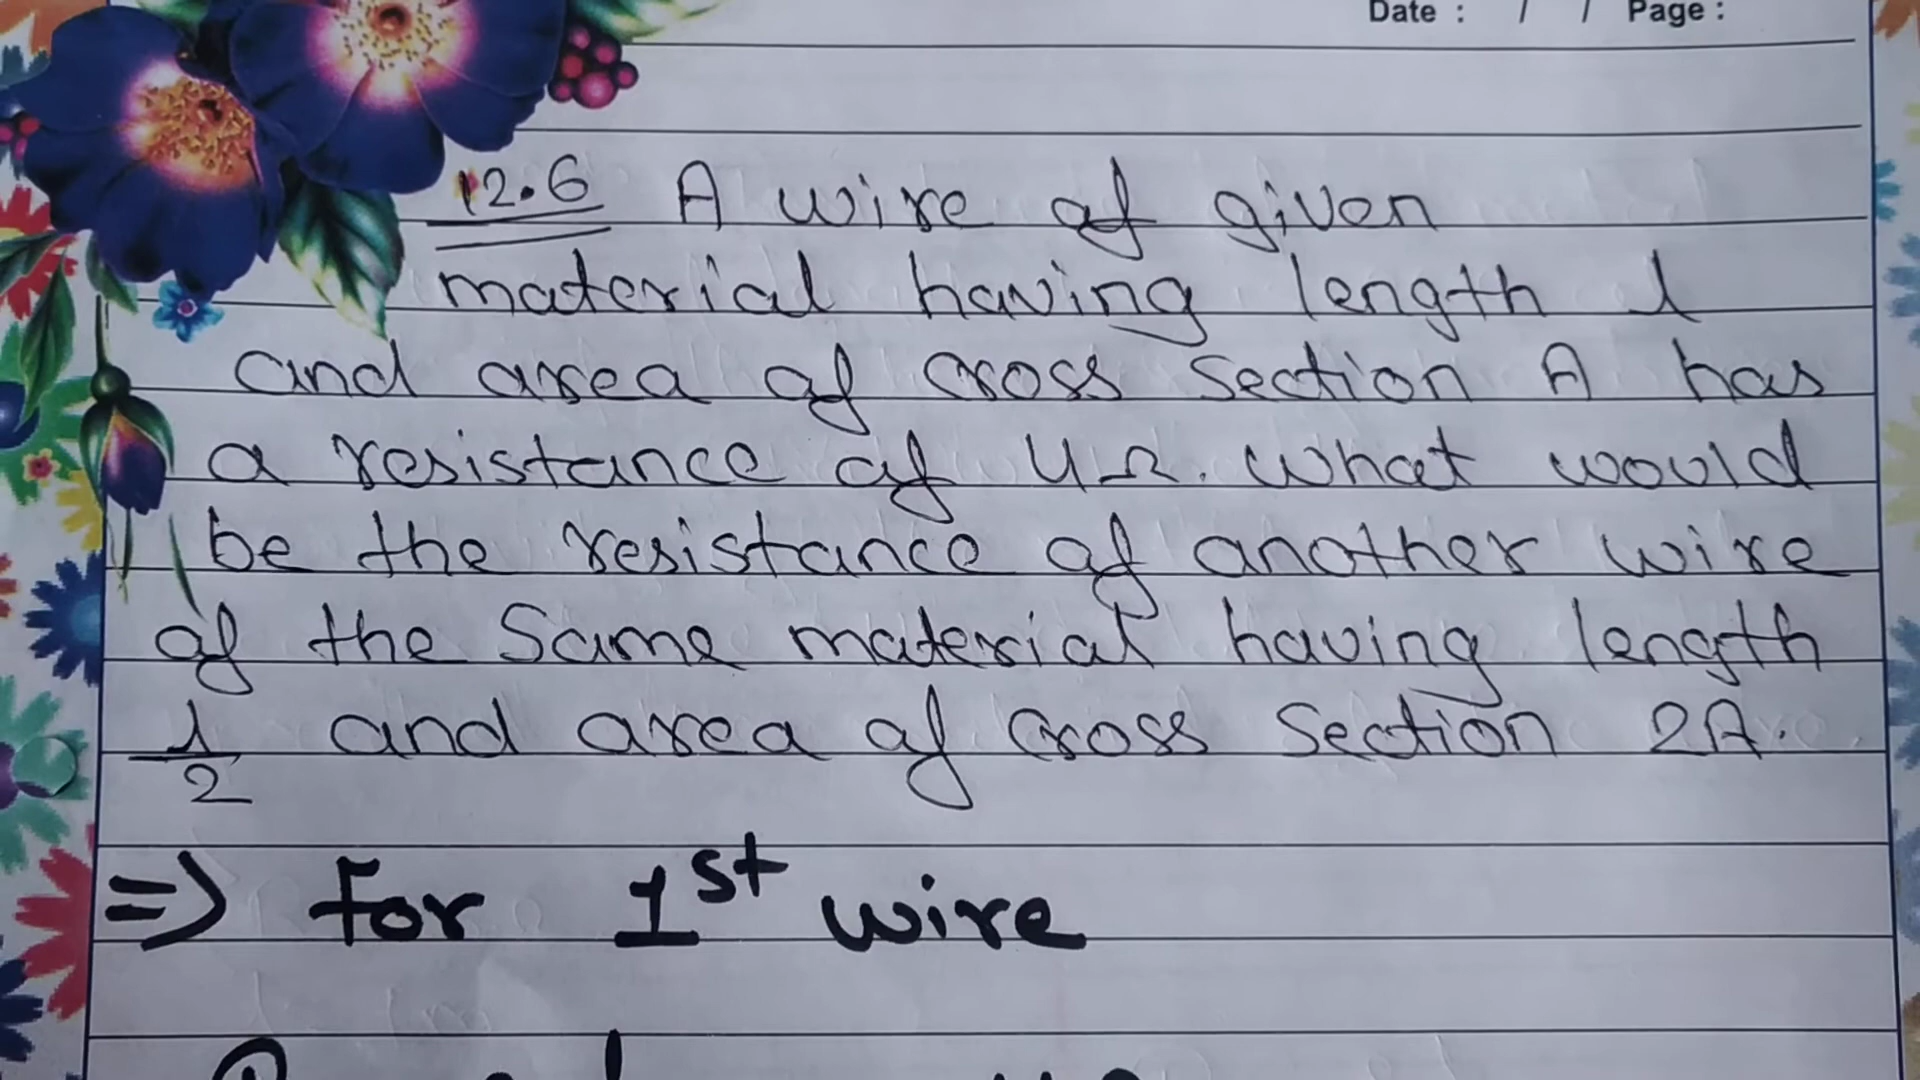 Date : / / Page :
12.6 A wire of given
material having length l
and area of cross section A has
a resistance of 4Ω. What would
be the resistance of another wire
of the same material having length
l/2 and area of cross section 2A.
=> For 1st wire